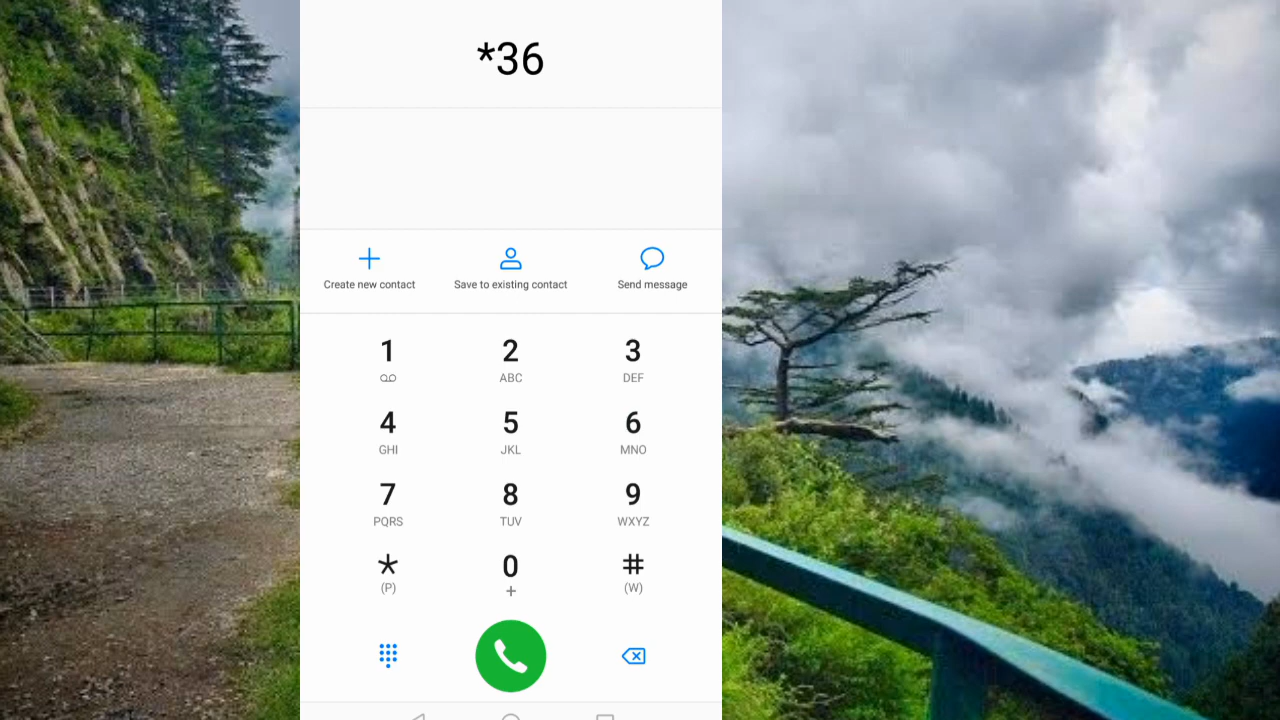 *36
Create new contact Save to existing contact Send message
1 2 3
ABC DEF
4 5 6
GHI JKL MNO
7 8 9
PQRS TUV WXYZ
* 0 #
(P) + (W)